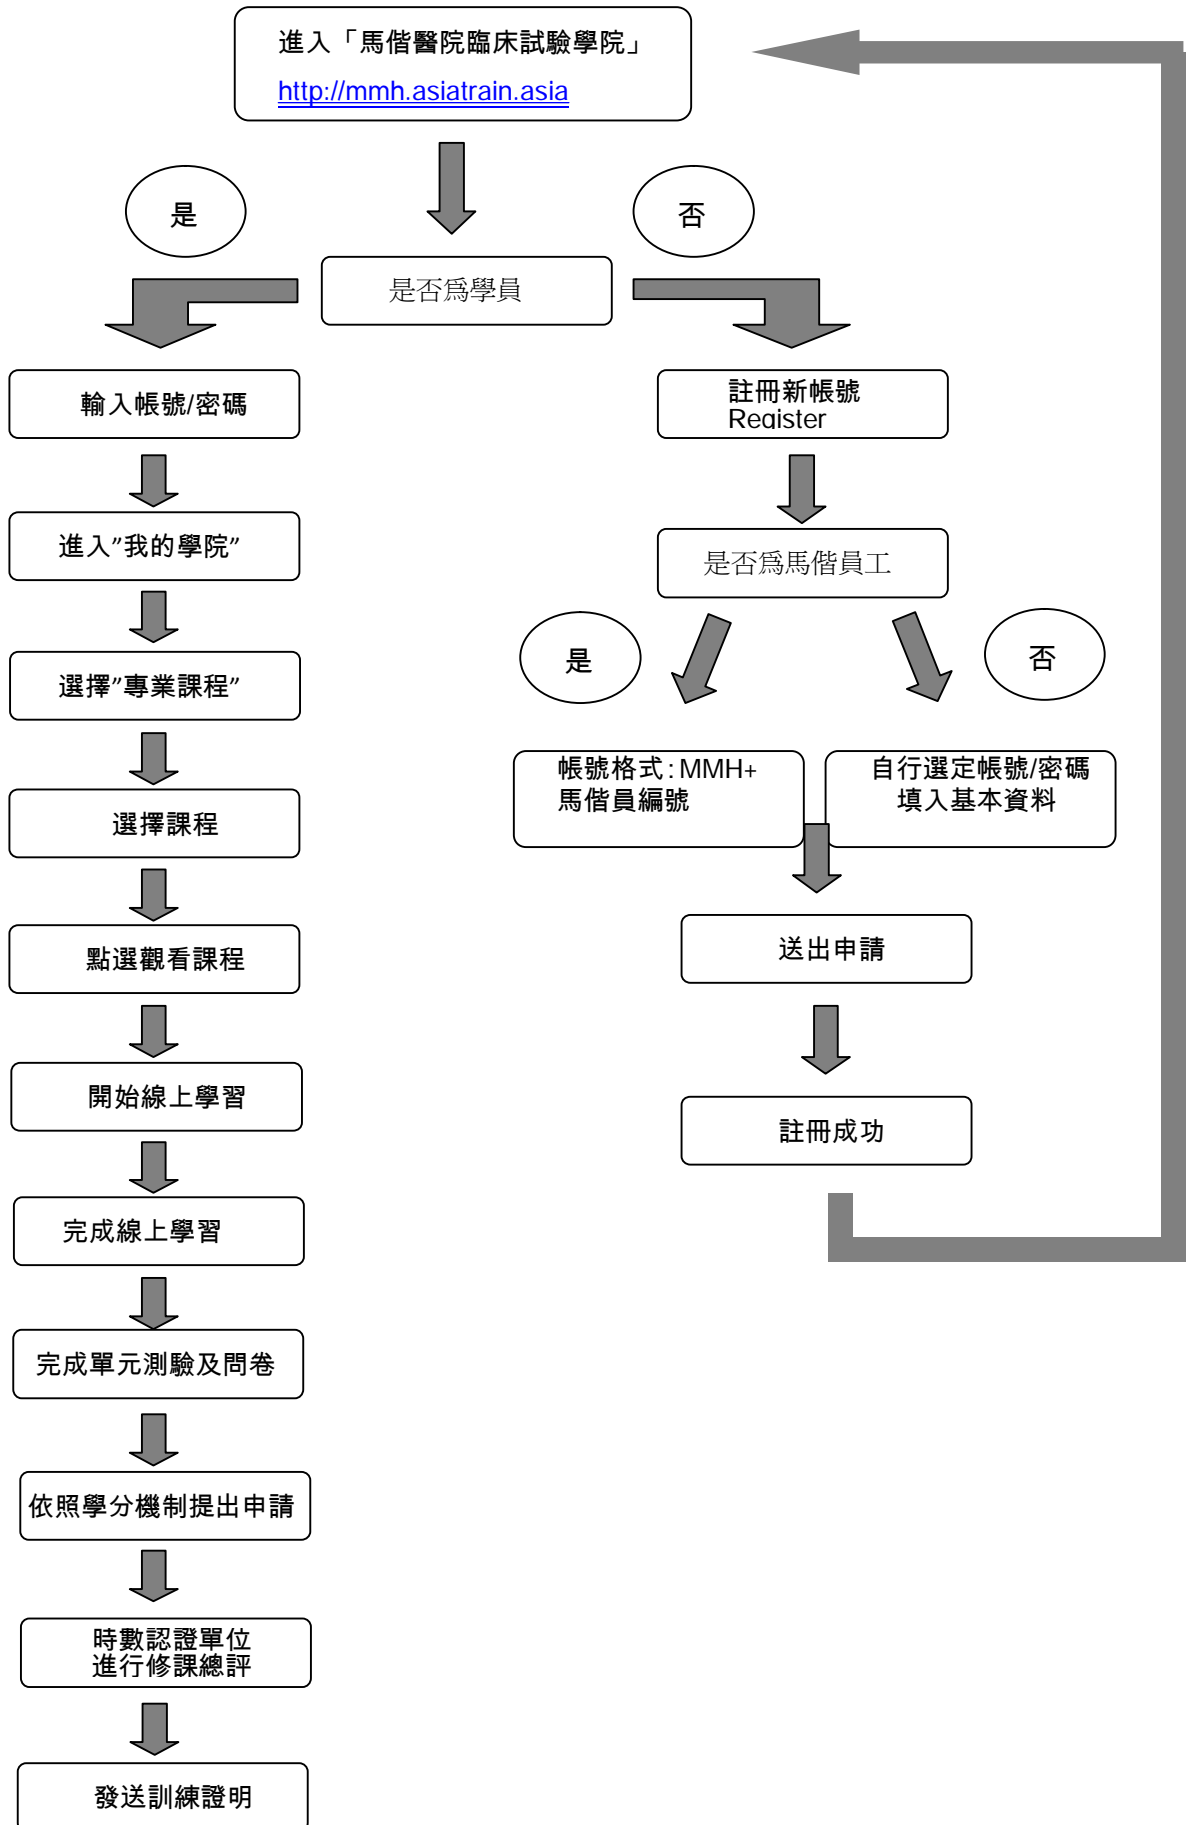 進入「馬偕醫院臨床試驗學院」
http://mmh.asiatrain.asia
是
否
是否為學員
輸入帳號/密碼
進入”我的學院”
選擇”專業課程”
選擇課程
點選觀看課程
開始線上學習
完成線上學習
完成單元測驗及問卷
依照學分機制提出申請
時數認證單位
進行修課總評
發送訓練證明
註冊新帳號
Register
是否為馬偕員工
是
否
帳號格式:MMH+
馬偕員編號
自行選定帳號/密碼
填入基本資料
送出申請
註冊成功